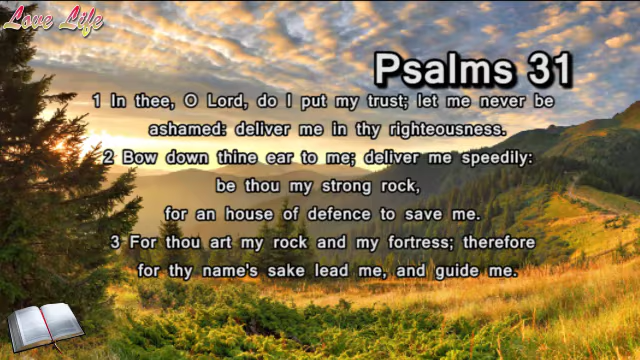 Love Life
Psalms 31
1 In thee, O Lord, do I put my trust; let me never be
ashamed: deliver me in thy righteousness.
2 Bow down thine ear to me; deliver me speedily:
be thou my strong rock,
for an house of defence to save me.
3 For thou art my rock and my fortress; therefore
for thy name's sake lead me, and guide me.